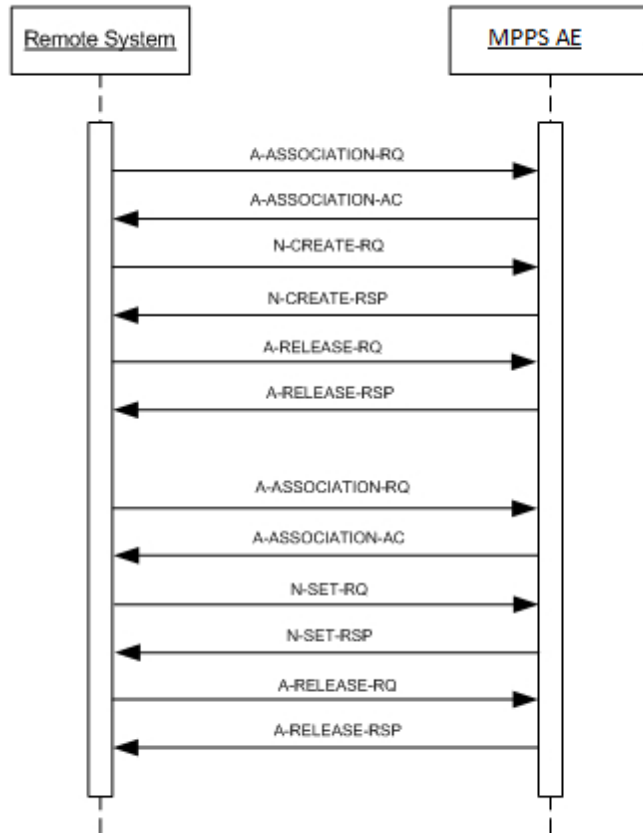 Remote System
MPPS AE
A-ASSOCIATION-RQ
A-ASSOCIATION-AC
N-CREATE-RQ
N-CREATE-RSP
A-RELEASE-RQ
A-RELEASE-RSP
A-ASSOCIATION-RQ
A-ASSOCIATION-AC
N-SET-RQ
N-SET-RSP
A-RELEASE-RQ
A-RELEASE-RSP